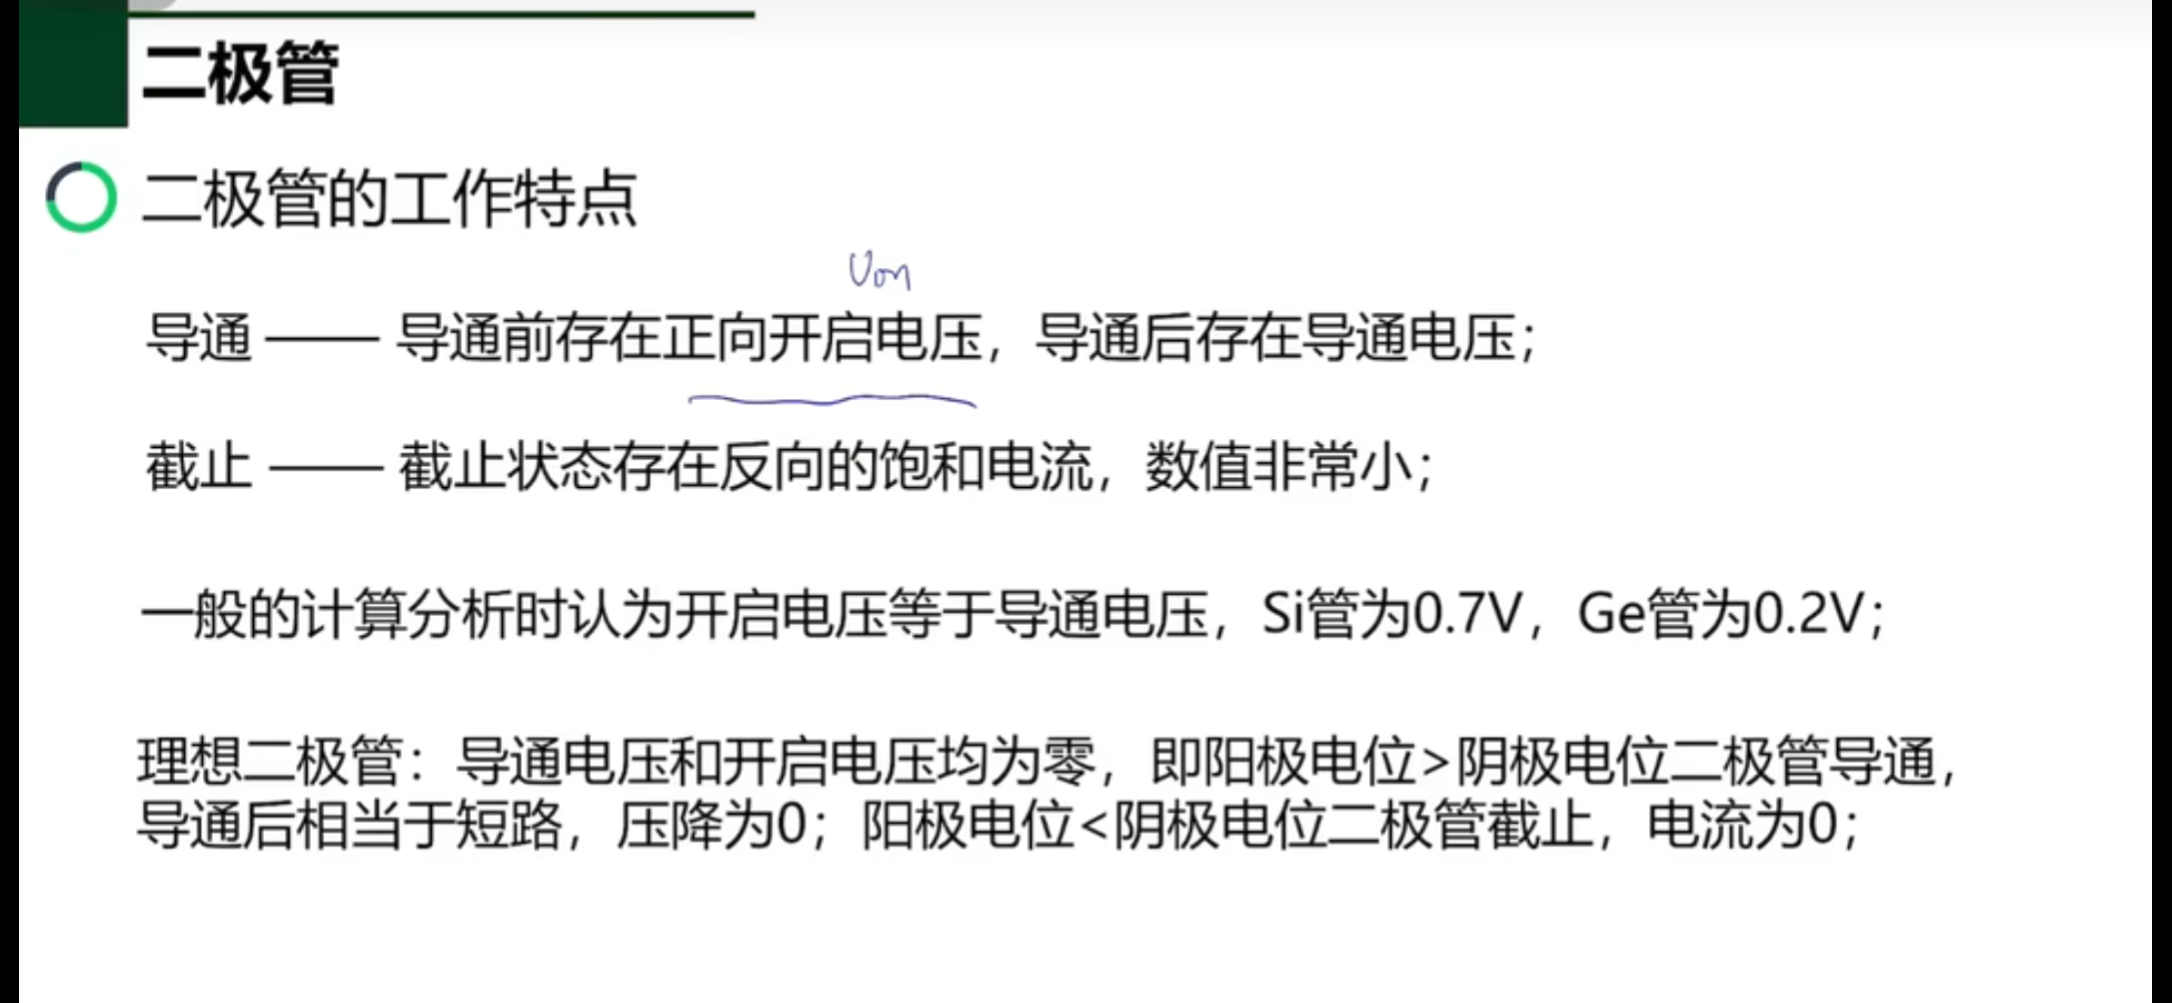 二极管
二极管的工作特点
Uon
导通 —— 导通前存在正向开启电压，导通后存在导通电压；
截止 —— 截止状态存在反向的饱和电流，数值非常小；
一般的计算分析时认为开启电压等于导通电压，Si管为0.7V，Ge管为0.2V；
理想二极管：导通电压和开启电压均为零，即阳极电位>阴极电位二极管导通，
导通后相当于短路，压降为0；阳极电位<阴极电位二极管截止，电流为0；